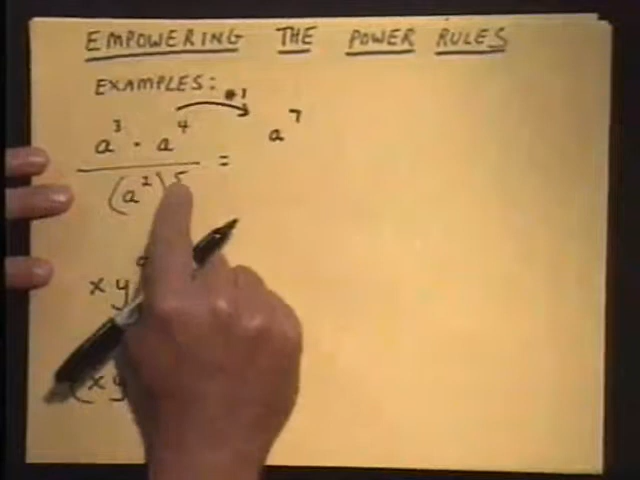 EMPOWERING THE POWER RULES
EXAMPLES:
#1
a³ · a⁴ = a⁷
(a²)⁵
x y
(x y